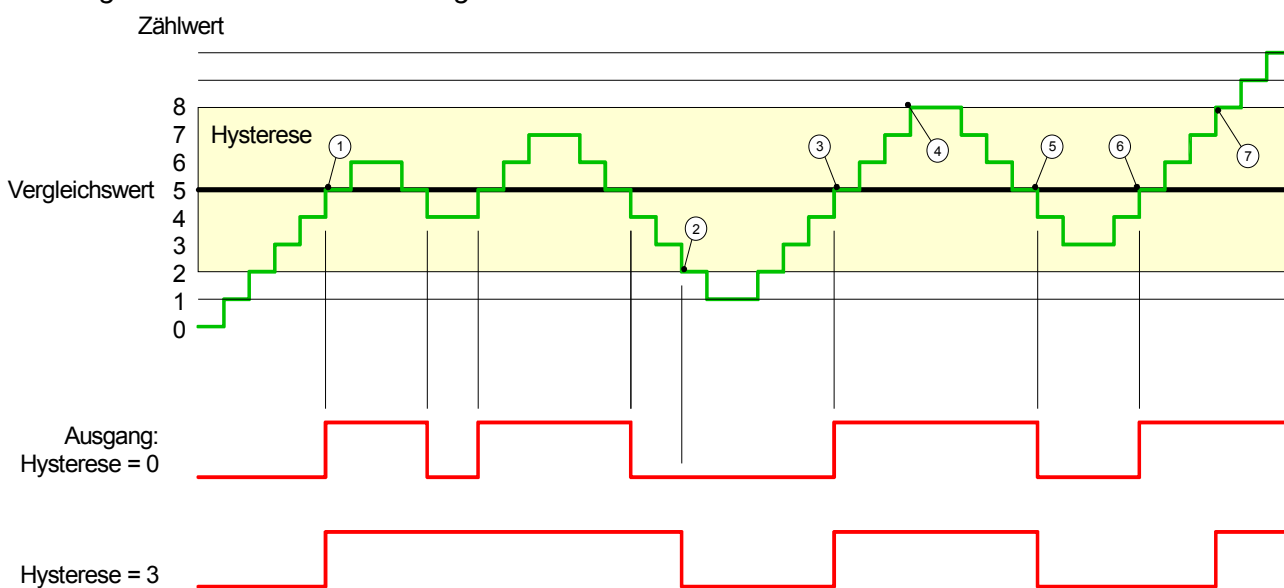 Zählwert
8
7
Hysterese
6
Vergleichswert
5
4
3
2
1
0
1
2
3
4
5
6
7
Ausgang:
Hysterese = 0
Hysterese = 3